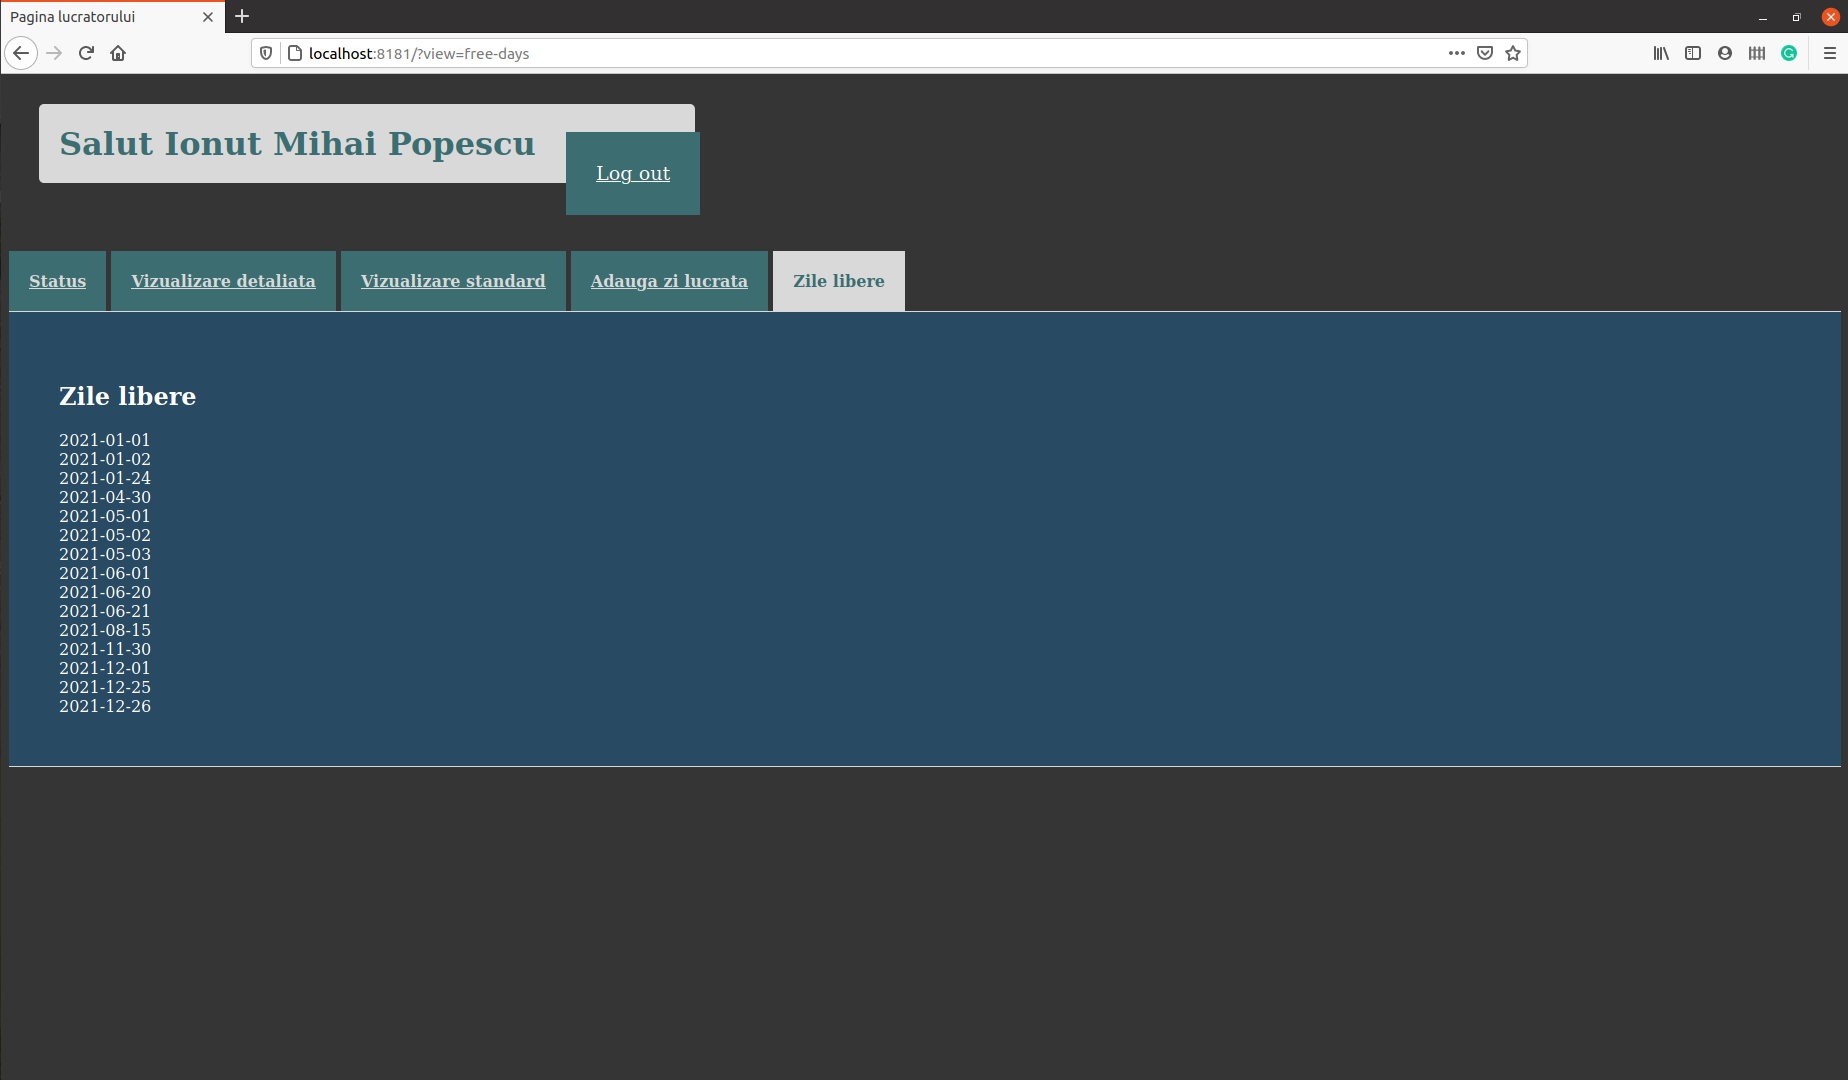 Pagina lucratorului
localhost:8181/?view=free-days
Salut Ionut Mihai Popescu
Log out
Status Vizualizare detaliata Vizualizare standard Adauga zi lucrata Zile libere
Zile libere
2021-01-01
2021-01-02
2021-01-24
2021-04-30
2021-05-01
2021-05-02
2021-05-03
2021-06-01
2021-06-20
2021-06-21
2021-08-15
2021-11-30
2021-12-01
2021-12-25
2021-12-26